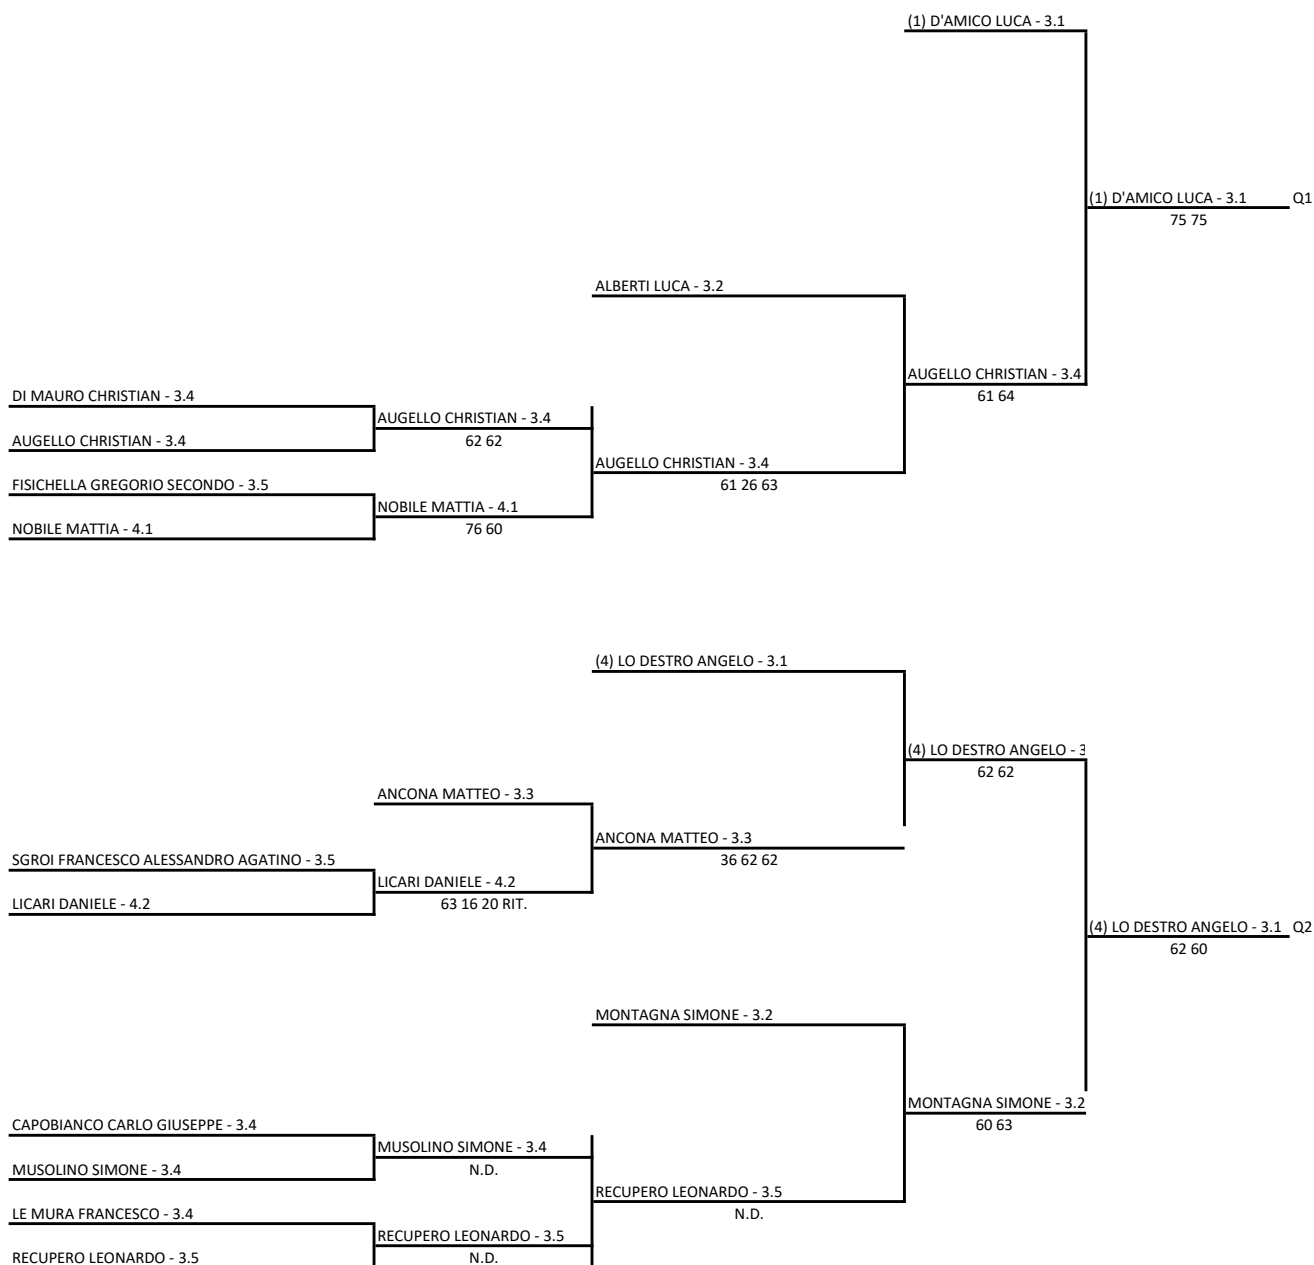 (1) D'AMICO LUCA - 3.1
(1) D'AMICO LUCA - 3.1 Q1
75 75
ALBERTI LUCA - 3.2
AUGELLO CHRISTIAN - 3.4
61 64
DI MAURO CHRISTIAN - 3.4
AUGELLO CHRISTIAN - 3.4
62 62
AUGELLO CHRISTIAN - 3.4
AUGELLO CHRISTIAN - 3.4
61 26 63
FISICHELLA GREGORIO SECONDO - 3.5
NOBILE MATTIA - 4.1
76 60
NOBILE MATTIA - 4.1
(4) LO DESTRO ANGELO - 3.1
(4) LO DESTRO ANGELO - 3
62 62
ANCONA MATTEO - 3.3
ANCONA MATTEO - 3.3
36 62 62
SGROI FRANCESCO ALESSANDRO AGATINO - 3.5
LICARI DANIELE - 4.2
63 16 20 RIT.
LICARI DANIELE - 4.2
(4) LO DESTRO ANGELO - 3.1 Q2
62 60
MONTAGNA SIMONE - 3.2
MONTAGNA SIMONE - 3.2
60 63
CAPOBIANCO CARLO GIUSEPPE - 3.4
MUSOLINO SIMONE - 3.4
N.D.
MUSOLINO SIMONE - 3.4
RECUPERO LEONARDO - 3.5
N.D.
LE MURA FRANCESCO - 3.4
RECUPERO LEONARDO - 3.5
N.D.
RECUPERO LEONARDO - 3.5